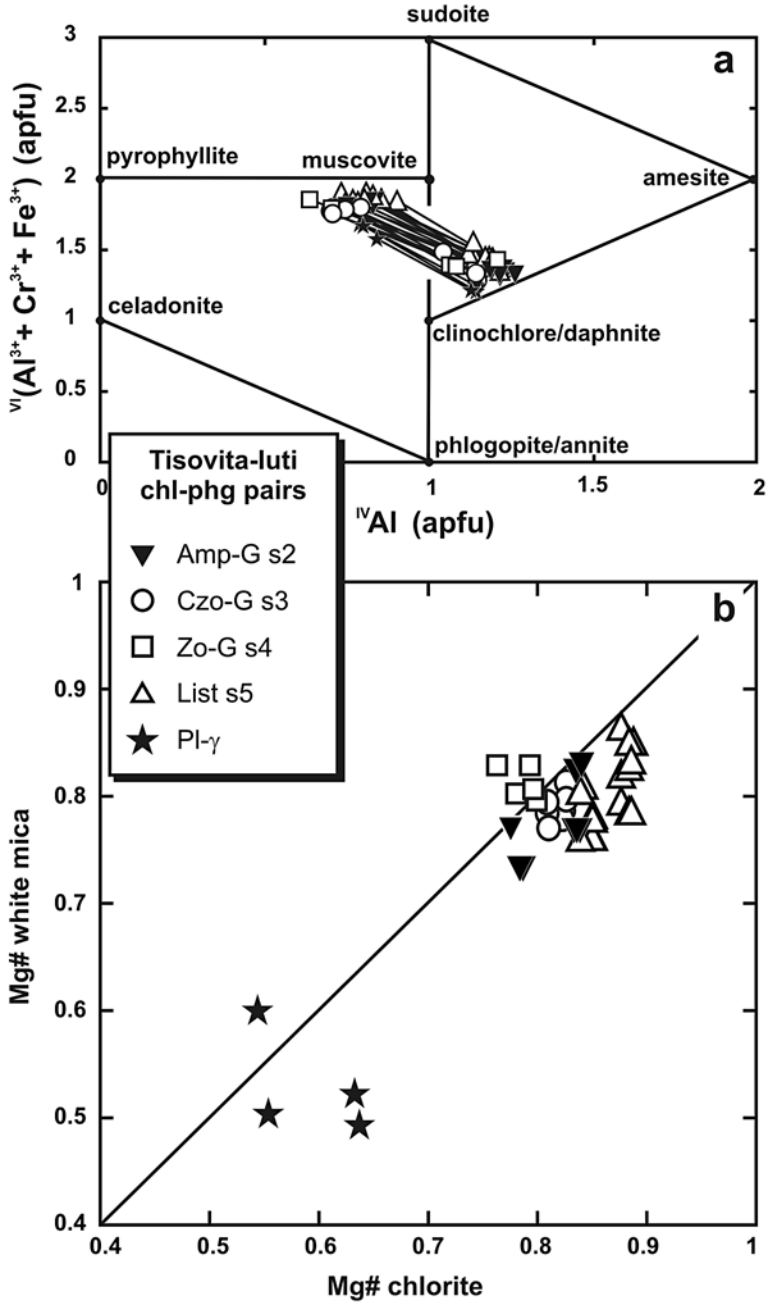 sudoite
3
a
2.5
pyrophyllite
muscovite
2
amesite
1.5
celadonite
1
clinochlore/daphnite
0.5
phlogopite/annite
0
VI(Al3++ Cr3++ Fe3+) (apfu)
0
1
1.5
2
IVAl (apfu)
Tisovita-Iuti
chl-phg pairs
Amp-G s2
Czo-G s3
Zo-G s4
List s5
Pl-γ
1
b
0.9
0.8
0.7
0.6
0.5
0.4
Mg# white mica
0.4
0.5
0.6
0.7
0.8
0.9
1
Mg# chlorite